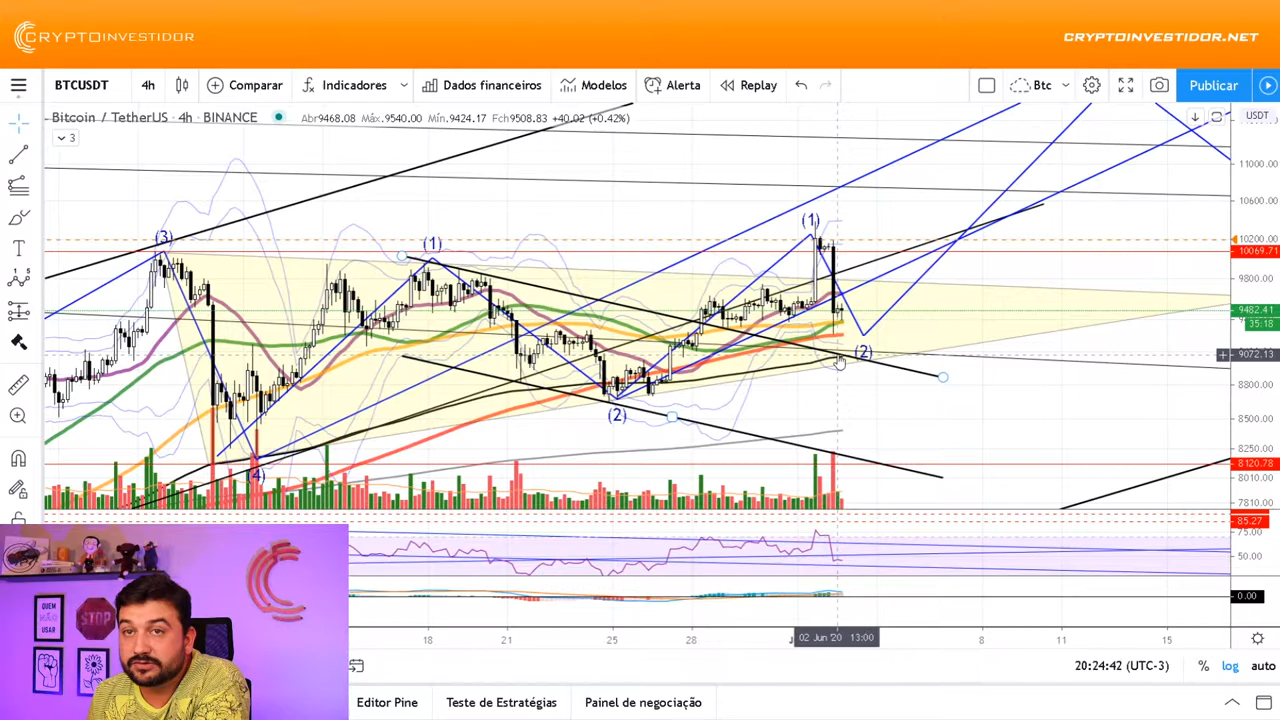 CRYPTOINVESTIDOR
CRYPTOINVESTIDOR.NET
BTCUSDT 4h Comparar Indicadores Dados financeiros Modelos Alerta Replay Btc Publicar
Bitcoin / TetherUS · 4h · BINANCE Abr9468.08 Máx.9540.00 Mín.9424.17 Fch9508.83 +40.02 (+0.42%)
USDT
3
11000.00
10600.00
(1)
(3)
(1)
10200.00
10069.71
9800.00
9482.41
35:18
(2)
9072.13
8800.00
(2)
8500.00
8250.00
8120.78
4)
8010.00
7810.00
85.27
75.00
50.00
0.00
QUEM
NÃO
USAR
STOP
18 21 25 28 02 Jun '20 13:00 8 11 15
20:24:42 (UTC-3) % log auto
Editor Pine Teste de Estratégias Painel de negociação